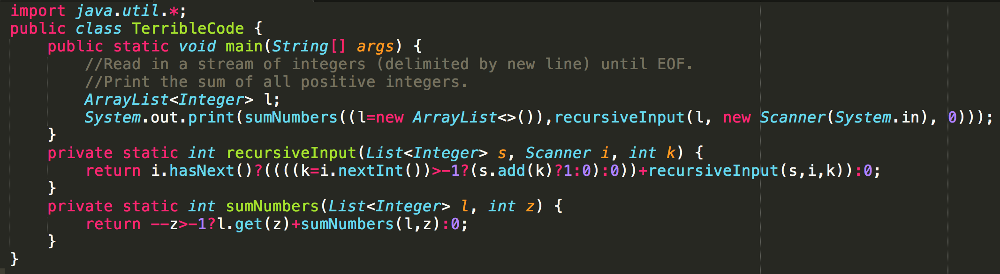 import java.util.*;
public class TerribleCode {
    public static void main(String[] args) {
        //Read in a stream of integers (delimited by new line) until EOF.
        //Print the sum of all positive integers.
        ArrayList<Integer> l;
        System.out.print(sumNumbers((l=new ArrayList<>()),recursiveInput(l, new Scanner(System.in), 0)));
    }
    private static int recursiveInput(List<Integer> s, Scanner i, int k) {
        return i.hasNext()?((((k=i.nextInt())>-1?(s.add(k)?1:0):0))+recursiveInput(s,i,k)):0;
    }
    private static int sumNumbers(List<Integer> l, int z) {
        return --z>-1?l.get(z)+sumNumbers(l,z):0;
    }
}